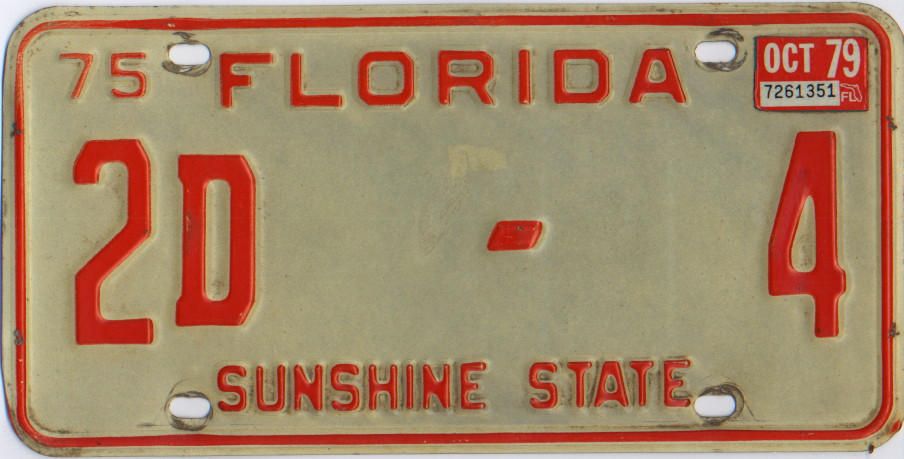 75 FLORIDA
OCT 79
7261351 FL
2D - 4
SUNSHINE STATE